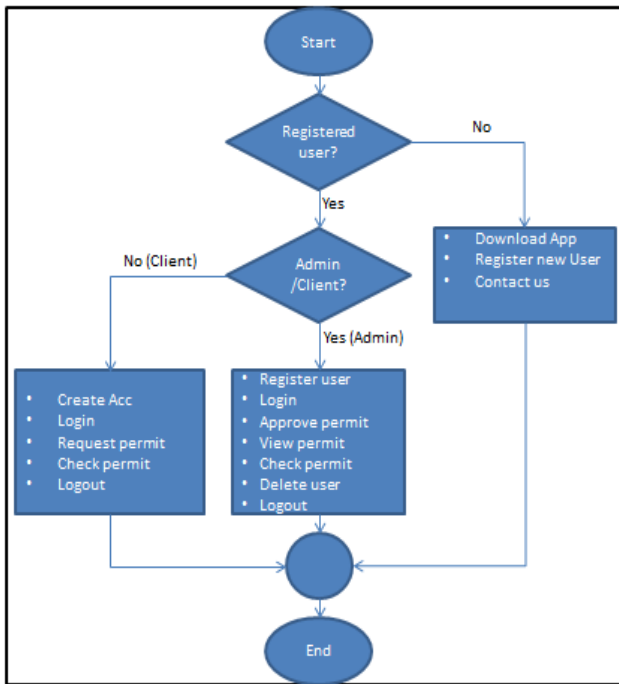 Start
Registered
user?
No
Yes
• Download App
• Register new User
• Contact us
No (Client)
Admin
/Client?
Yes (Admin)
• Create Acc
• Login
• Request permit
• Check permit
• Logout
• Register user
• Login
• Approve permit
• View permit
• Check permit
• Delete user
• Logout
End